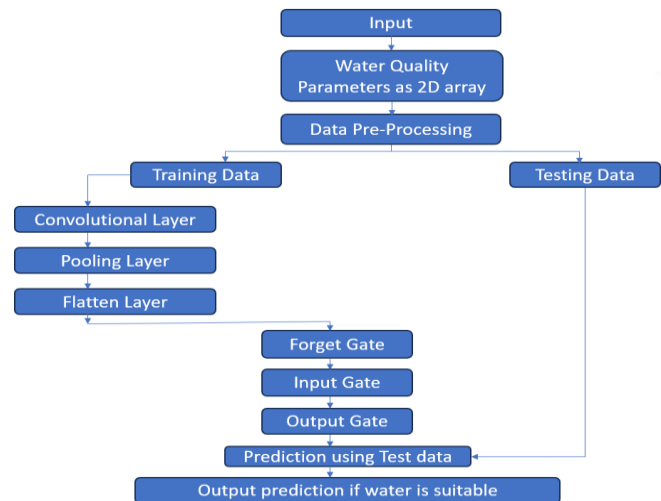 Input
Water Quality
Parameters as 2D array
Data Pre-Processing
Training Data
Testing Data
Convolutional Layer
Pooling Layer
Flatten Layer
Forget Gate
Input Gate
Output Gate
Prediction using Test data
Output prediction if water is suitable